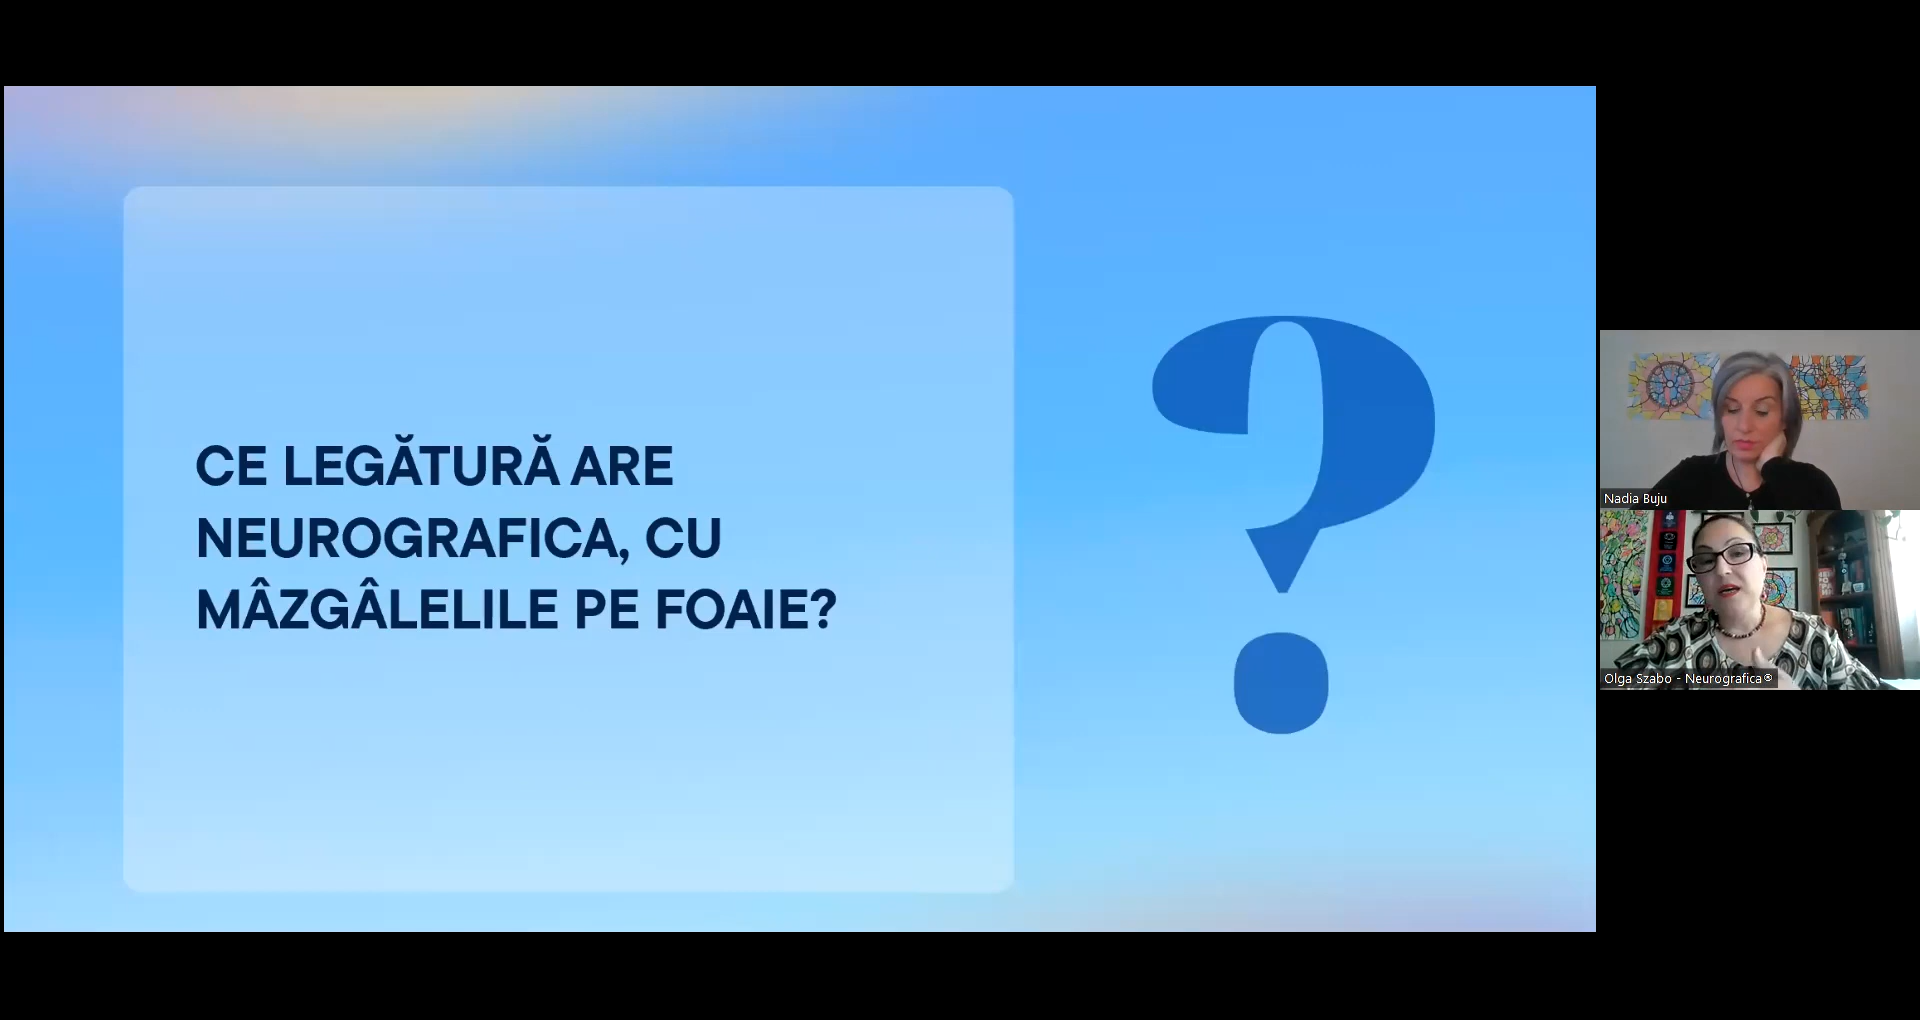 CE LEGĂTURĂ ARE
NEUROGRAFICA, CU
MÂZGÂLELILE PE FOAIE?
?
Nadia Buju
Olga Szabo - Neurografica®